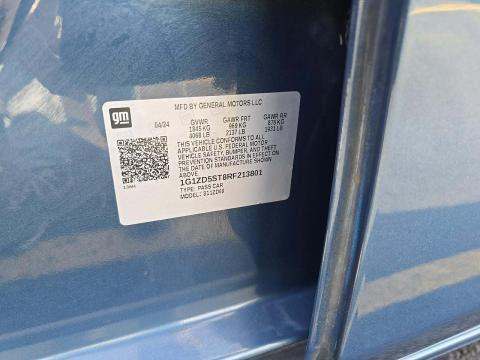 gm
MFD BY GENERAL MOTORS LLC
04/24 GVWR GAWR FRT GAWR RR
1845 KG 969 KG 876 KG
4068 LB 2137 LB 1931 LB
THIS VEHICLE CONFORMS TO ALL
APPLICABLE U.S. FEDERAL MOTOR
VEHICLE SAFETY, BUMPER, AND THEFT
PREVENTION STANDARDS IN EFFECT ON
THE DATE OF MANUFACTURE SHOWN
ABOVE.
1G1ZD5ST8RF213801
TYPE: PASS CAR